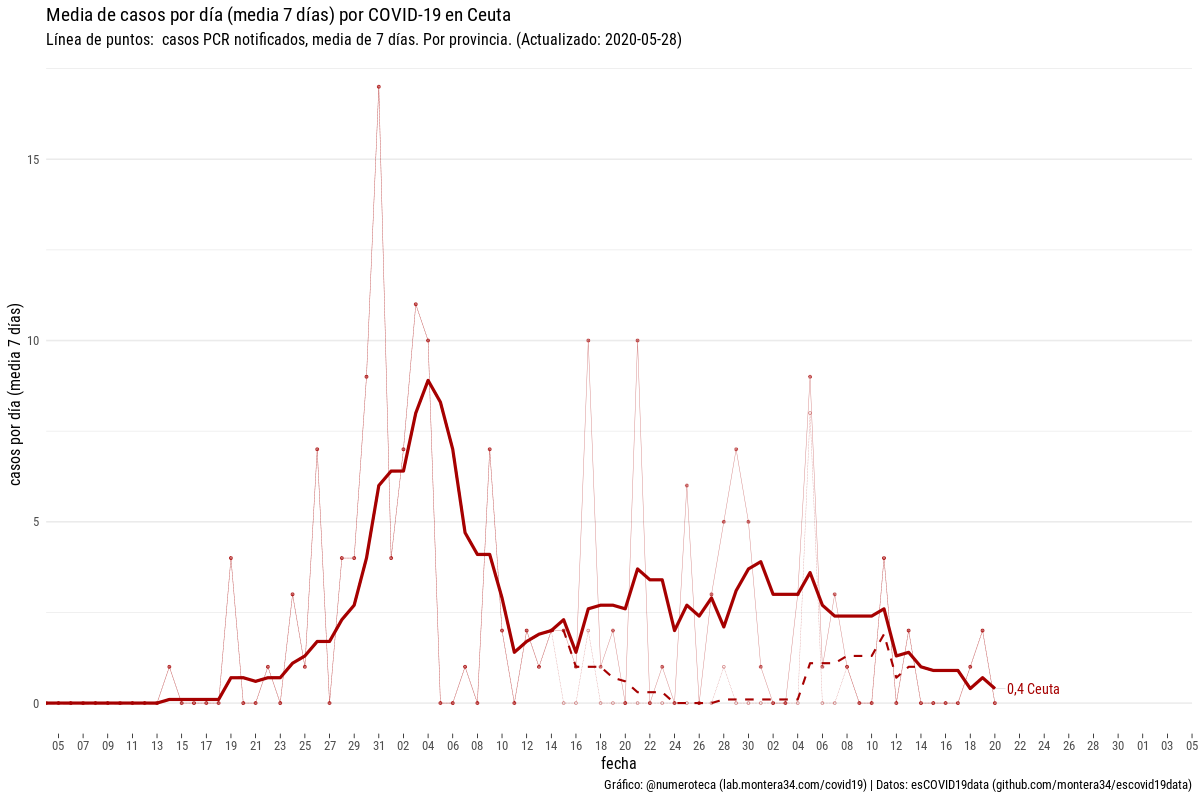 Media de casos por día (media 7 días) por COVID-19 en Ceuta
Línea de puntos:  casos PCR notificados, media de 7 días. Por provincia. (Actualizado: 2020-05-28)
casos por día (media 7 días)
15
10
5
0
0,4 Ceuta
05 07 09 11 13 15 17 19 21 23 25 27 29 31 02 04 06 08 10 12 14 16 18 20 22 24 26 28 30 02 04 06 08 10 12 14 16 18 20 22 24 26 28 30 01 03 05
fecha
Gráfico: @numeroteca (lab.montera34.com/covid19) | Datos: esCOVID19data (github.com/montera34/escovid19data)